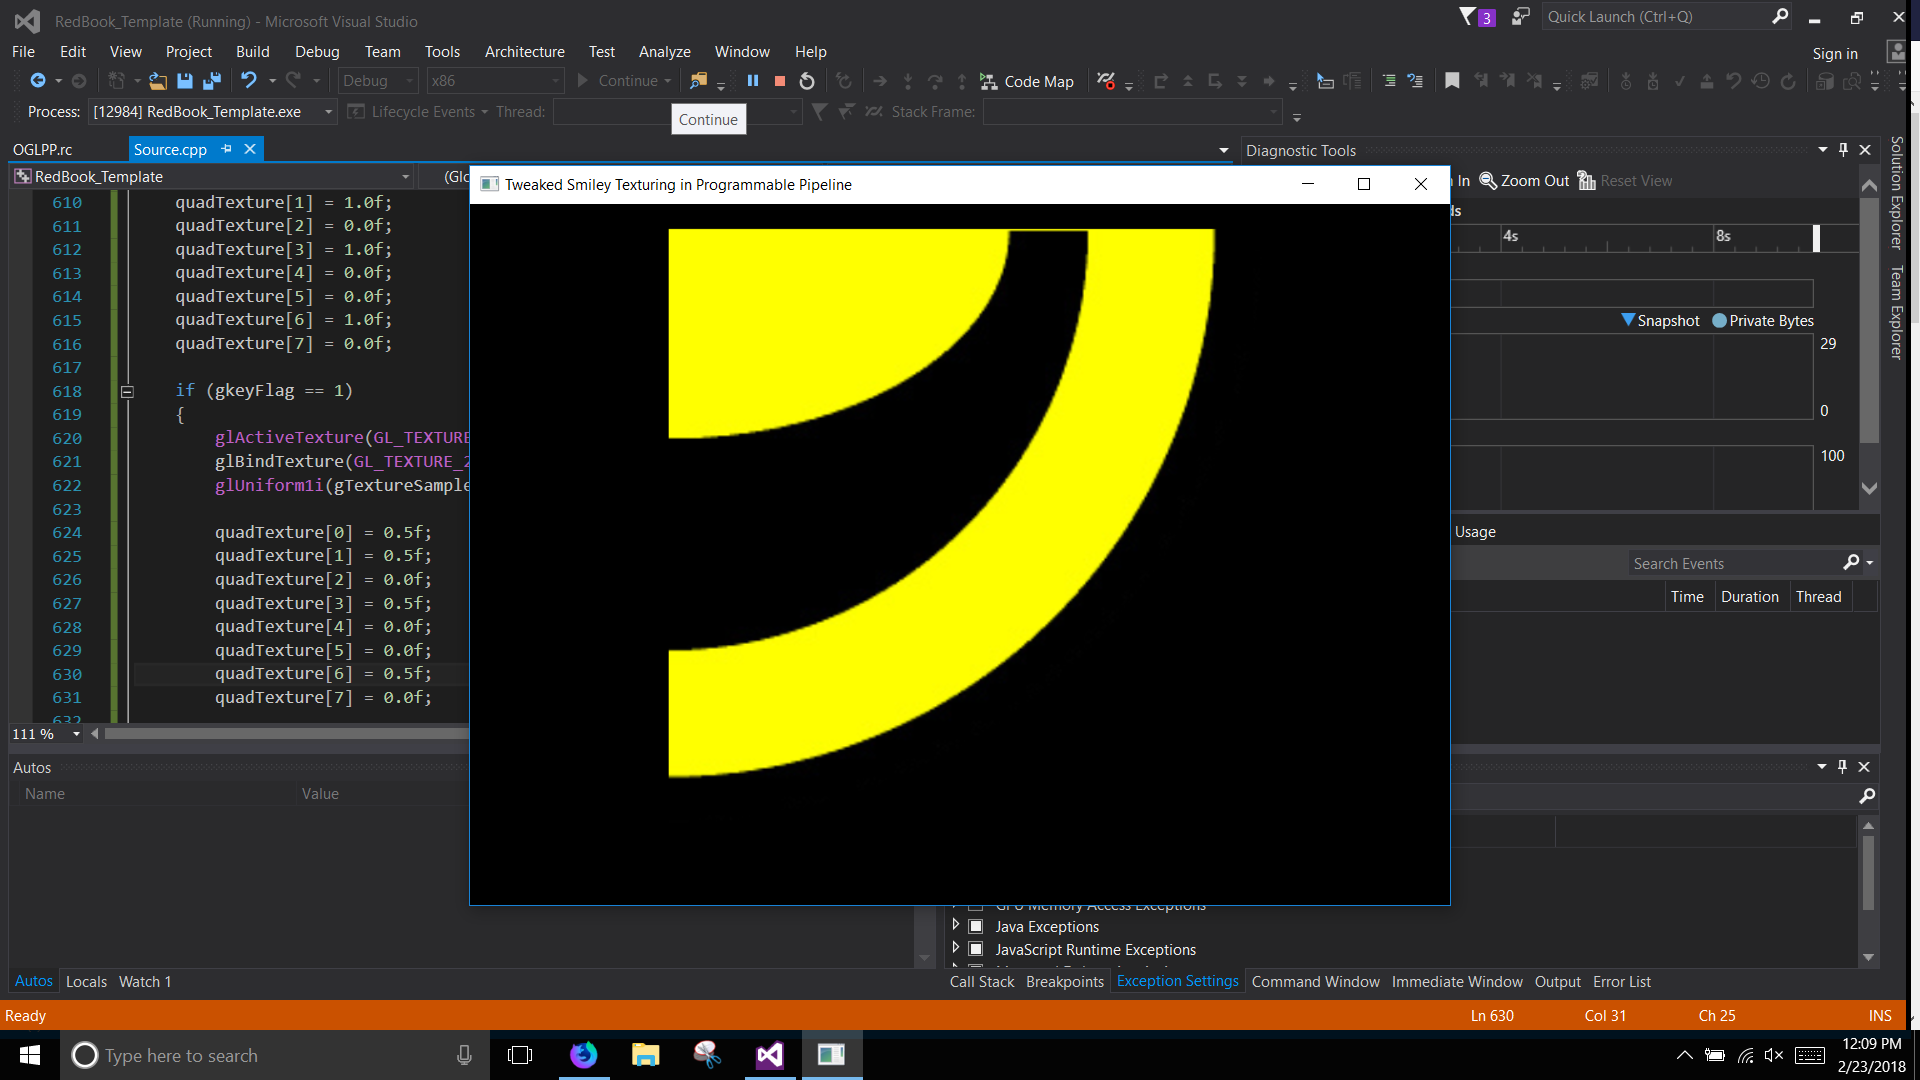 RedBook_Template (Running) - Microsoft Visual Studio
3
Quick Launch (Ctrl+Q)
File Edit View Project Build Debug Team Tools Architecture Test Analyze Window Help
Sign in
Debug x86 Continue Code Map
Process: [12984] RedBook_Template.exe Lifecycle Events Thread: Stack Frame:
Continue
OGLPP.rc Source.cpp
Diagnostic Tools
RedBook_Template
Tweaked Smiley Texturing in Programmable Pipeline
Zoom Out Reset View
4s 8s
Snapshot Private Bytes
29
0
100
Usage
Search Events
Time Duration Thread
Solution Explorer
Team Explorer
610 quadTexture[1] = 1.0f;
611 quadTexture[2] = 0.0f;
612 quadTexture[3] = 1.0f;
613 quadTexture[4] = 0.0f;
614 quadTexture[5] = 0.0f;
615 quadTexture[6] = 1.0f;
616 quadTexture[7] = 0.0f;
617
618 if (gkeyFlag == 1)
619 {
620 glActiveTexture(GL_TEXTURE
621 glBindTexture(GL_TEXTURE_2
622 glUniform1i(gTextureSample
623
624 quadTexture[0] = 0.5f;
625 quadTexture[1] = 0.5f;
626 quadTexture[2] = 0.0f;
627 quadTexture[3] = 0.5f;
628 quadTexture[4] = 0.0f;
629 quadTexture[5] = 0.0f;
630 quadTexture[6] = 0.5f;
631 quadTexture[7] = 0.0f;
632
111 %
Autos
Name Value
GPU Memory Access Exceptions
Java Exceptions
JavaScript Runtime Exceptions
Autos Locals Watch 1
Call Stack Breakpoints Exception Settings Command Window Immediate Window Output Error List
Ready
Ln 630 Col 31 Ch 25 INS
Type here to search
12:09 PM
2/23/2018